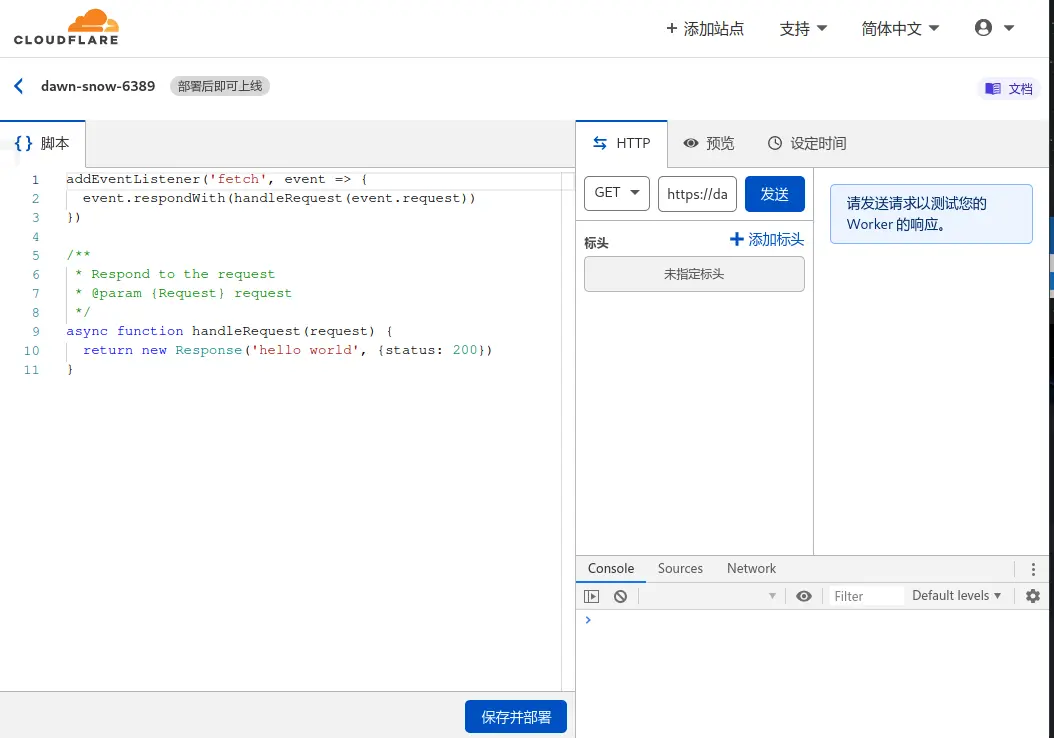 CLOUDFLARE
+ 添加站点
支持
简体中文
dawn-snow-6389
部署后即可上线
文档
{} 脚本
1 addEventListener('fetch', event => {
2   event.respondWith(handleRequest(event.request))
3 })
4
5 /**
6  * Respond to the request
7  * @param {Request} request
8  */
9 async function handleRequest(request) {
10   return new Response('hello world', {status: 200})
11 }
保存并部署
HTTP
预览
设定时间
GET
https://da
发送
标头
+ 添加标头
未指定标头
请发送请求以测试您的
Worker 的响应。
Console
Sources
Network
Filter
Default levels